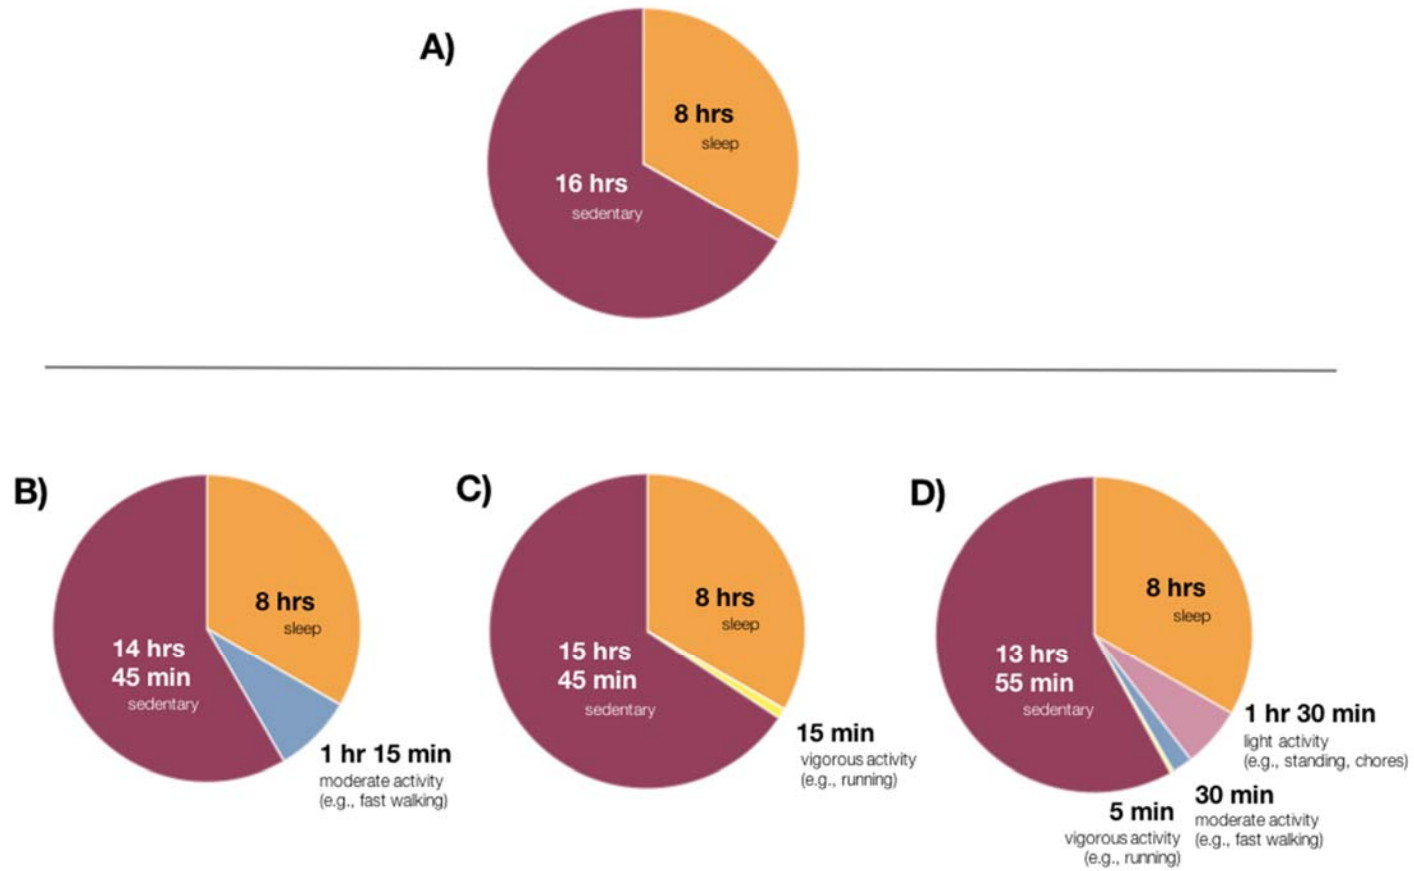 A)
8 hrs
sleep
16 hrs
sedentary
B)
8 hrs
sleep
14 hrs
45 min
sedentary
1 hr 15 min
moderate activity
(e.g., fast walking)
C)
8 hrs
sleep
15 hrs
45 min
sedentary
15 min
vigorous activity
(e.g., running)
D)
8 hrs
sleep
13 hrs
55 min
sedentary
1 hr 30 min
light activity
(e.g., standing, chores)
30 min
moderate activity
(e.g., fast walking)
5 min
vigorous activity
(e.g., running)